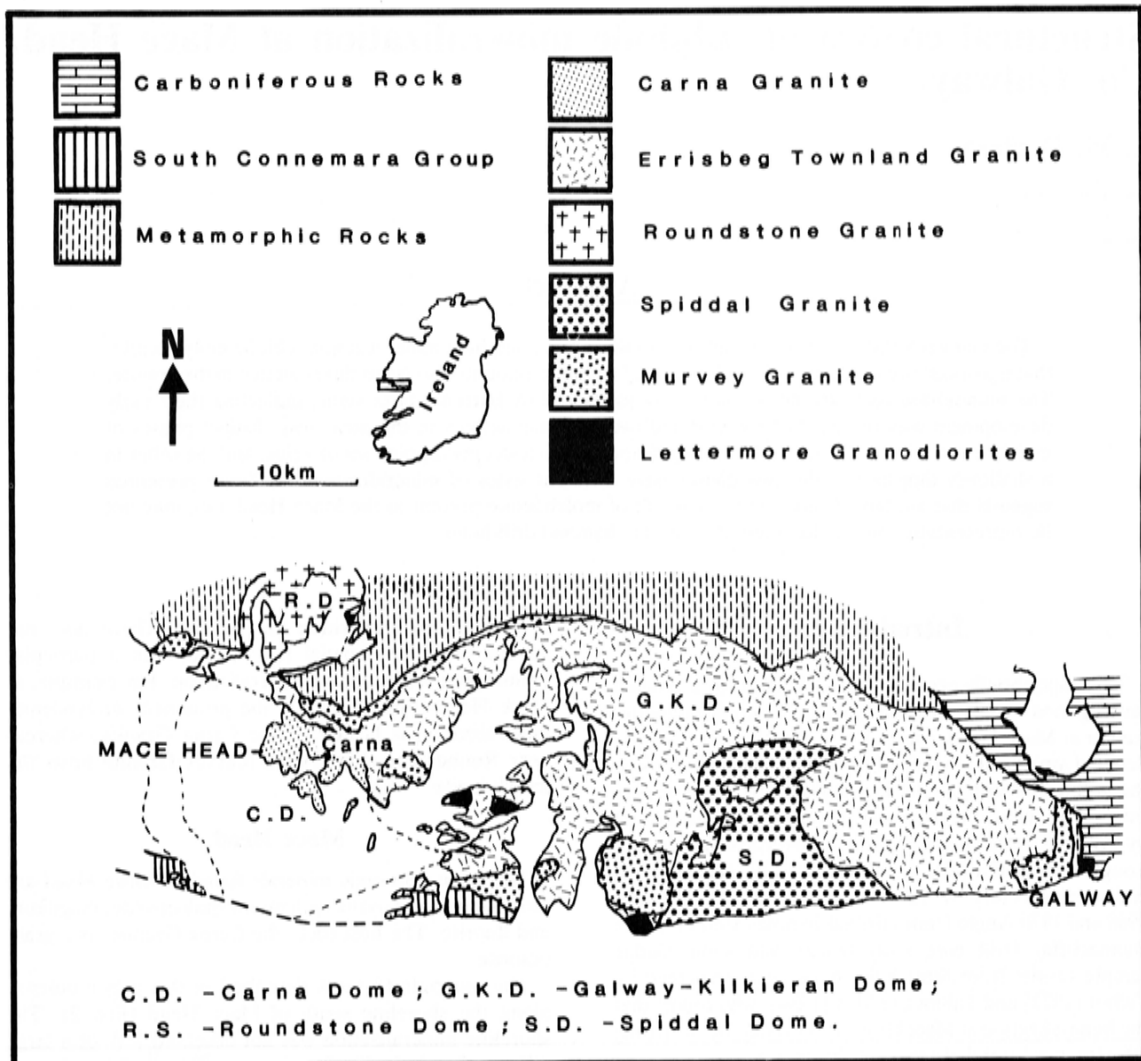 Carboniferous Rocks
South Connemara Group
Metamorphic Rocks
Carna Granite
Errisbeg Townland Granite
Roundstone Granite
Spiddal Granite
Murvey Granite
Lettermore Granodiorites
N
Ireland
10km
R.D.
G.K.D.
MACE HEAD
Carna
C.D.
S.D.
GALWAY
C.D. -Carna Dome; G.K.D. -Galway-Kilkieran Dome;
R.S. -Roundstone Dome; S.D. -Spiddal Dome.